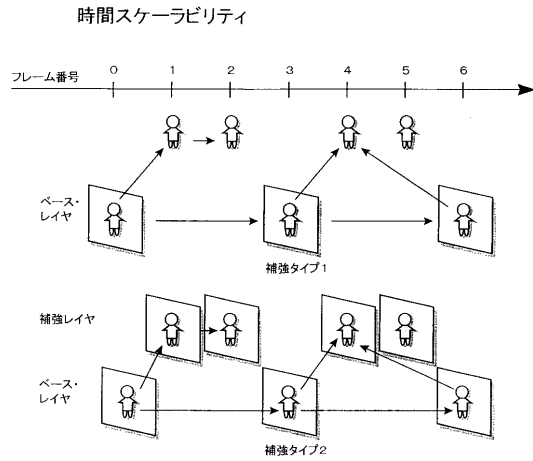 時間スケーラビリティ
フレーム番号
0 1 2 3 4 5 6
ベース・
レイヤ
補強タイプ1
補強レイヤ
ベース・
レイヤ
補強タイプ2